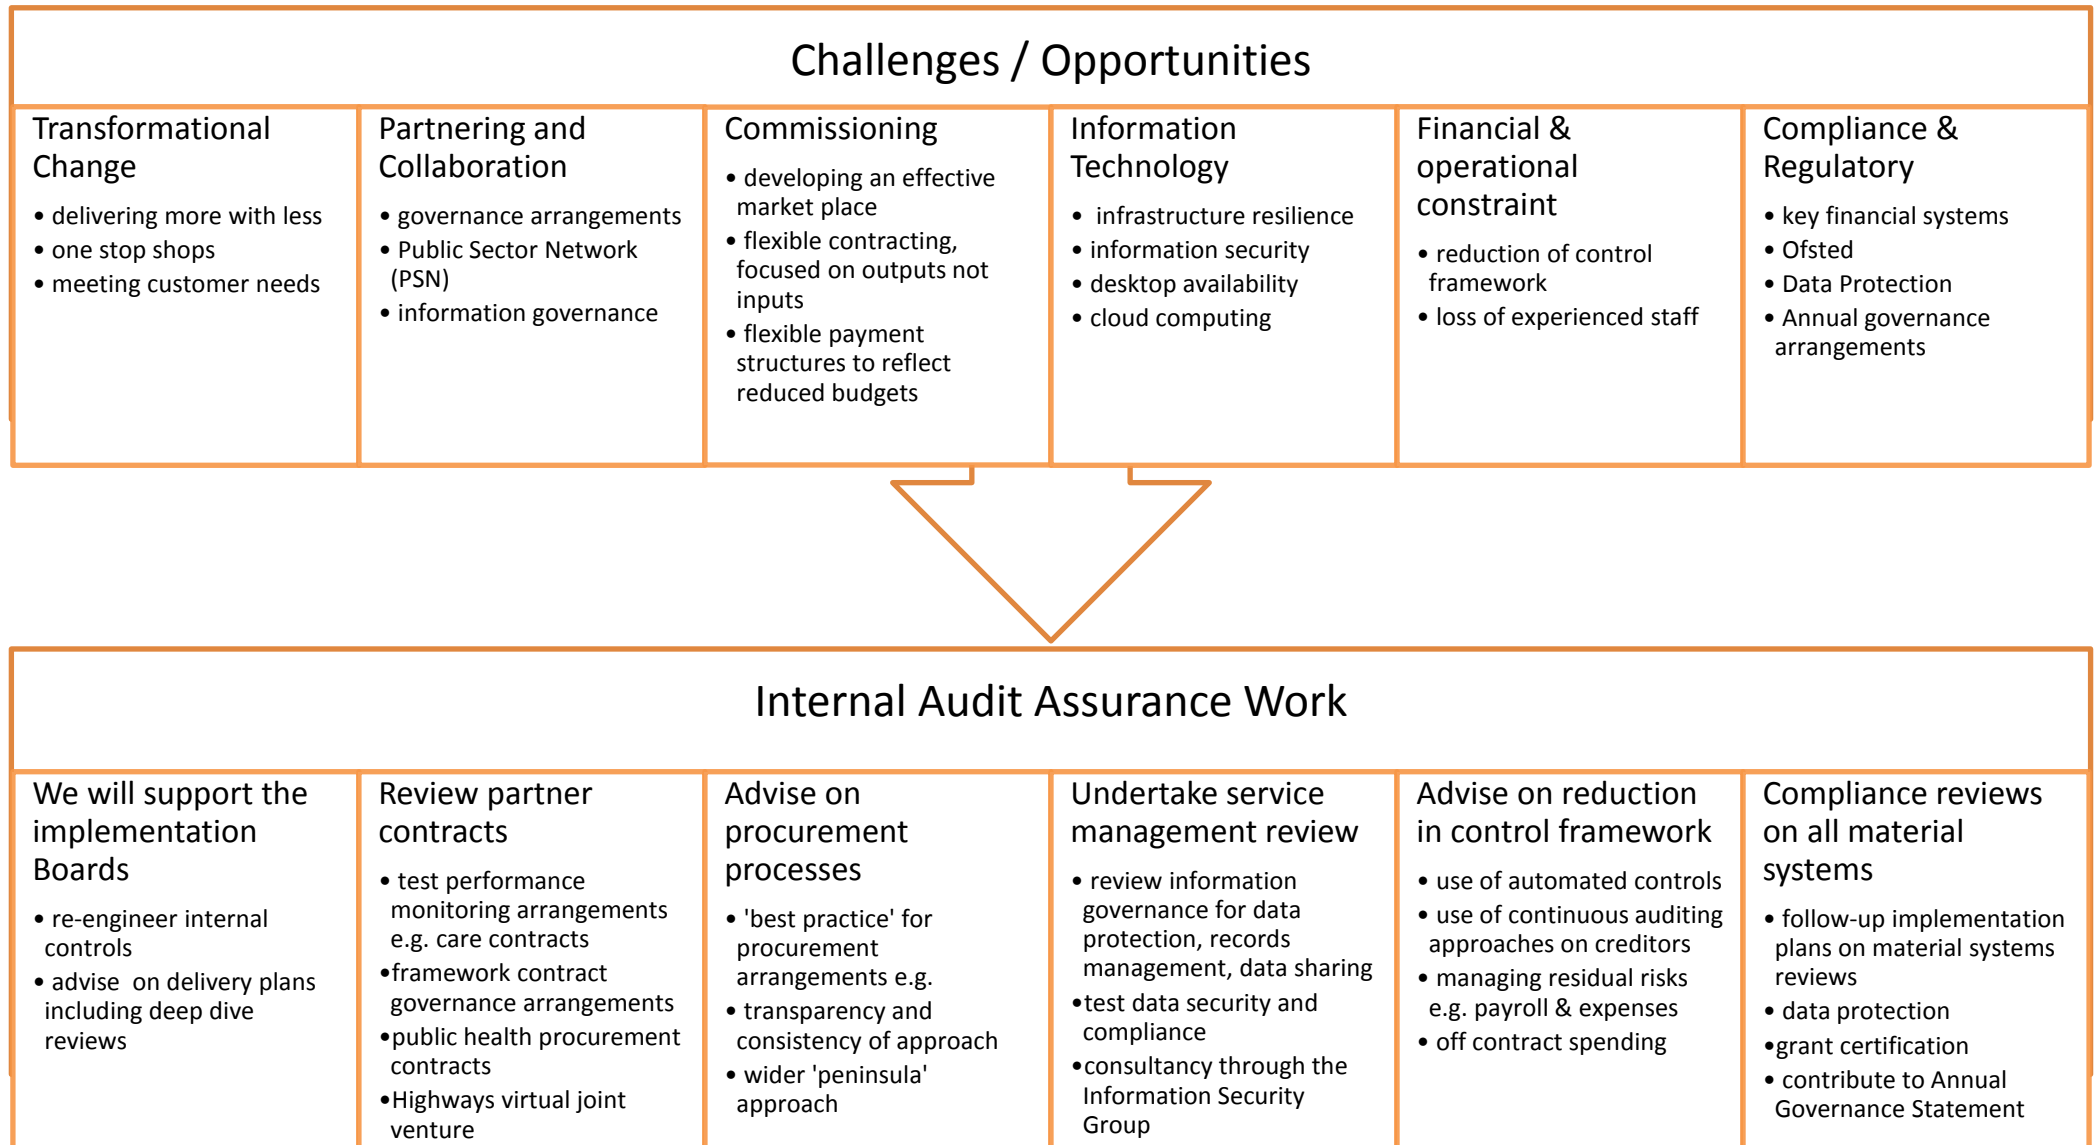 Challenges / Opportunities
Transformational
Change
• delivering more with less
• one stop shops
• meeting customer needs
Partnering and
Collaboration
• governance arrangements
• Public Sector Network
(PSN)
• information governance
Commissioning
• developing an effective
market place
• flexible contracting,
focused on outputs not
inputs
• flexible payment
structures to reflect
reduced budgets
Information
Technology
• infrastructure resilience
• information security
• desktop availability
• cloud computing
Financial &
operational
constraint
• reduction of control
framework
• loss of experienced staff
Compliance &
Regulatory
• key financial systems
• Ofsted
• Data Protection
• Annual governance
arrangements
Internal Audit Assurance Work
We will support the
implementation
Boards
• re-engineer internal
controls
• advise on delivery plans
including deep dive
reviews
Review partner
contracts
• test performance
monitoring arrangements
e.g. care contracts
•framework contract
governance arrangements
•public health procurement
contracts
•Highways virtual joint
venture
Advise on
procurement
processes
• 'best practice' for
procurement
arrangements e.g.
• transparency and
consistency of approach
• wider 'peninsula'
approach
Undertake service
management review
• review information
governance for data
protection, records
management, data sharing
•test data security and
compliance
•consultancy through the
Information Security
Group
Advise on reduction
in control framework
• use of automated controls
• use of continuous auditing
approaches on creditors
• managing residual risks
e.g. payroll & expenses
• off contract spending
Compliance reviews
on all material
systems
• follow-up implementation
plans on material systems
reviews
• data protection
•grant certification
• contribute to Annual
Governance Statement